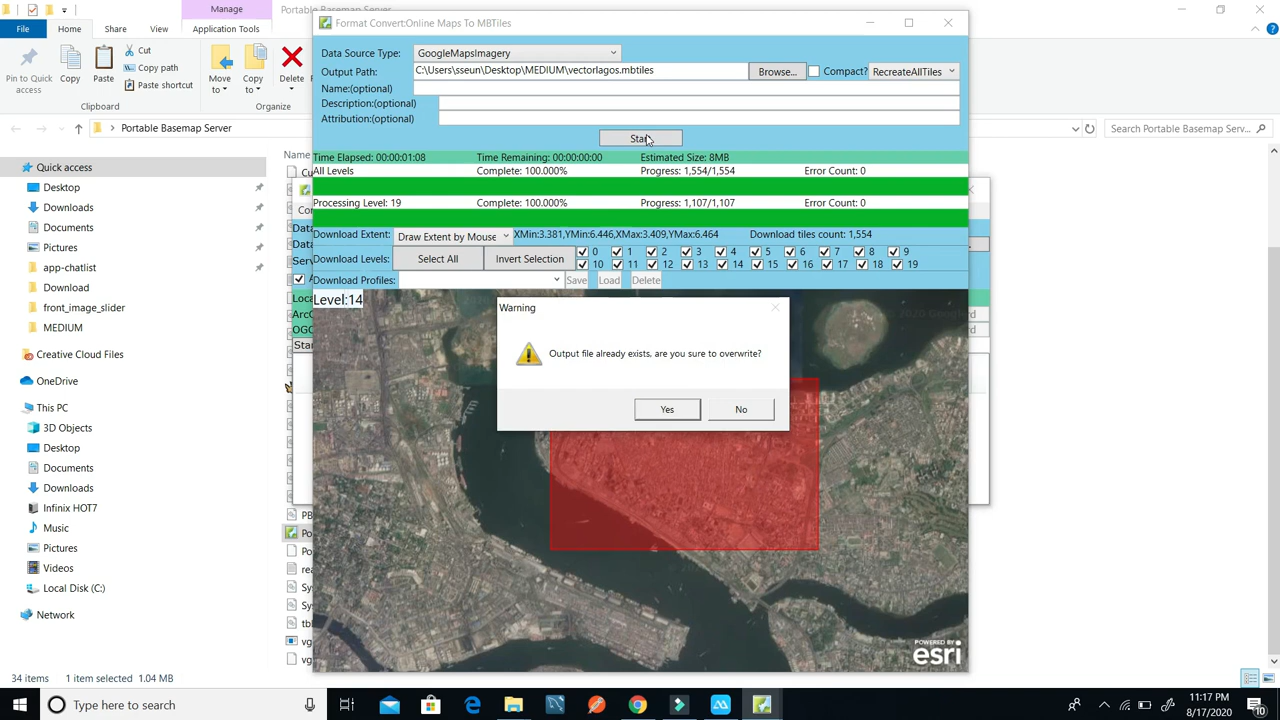 Manage
Portable Basemap
File
Home
Share
View
Application Tools
Pin to Quick access
Copy
Paste
Cut
Clipboard
Move to
Copy to
Delete
Organize
Portable Basemap Server
Search Portable Basemap Serv...
Name
Quick access
Desktop
Downloads
Documents
Pictures
app-chatlist
Download
front_image_slider
MEDIUM
Creative Cloud Files
OneDrive
This PC
3D Objects
Desktop
Documents
Downloads
Infinix HOT7
Music
Pictures
Videos
Local Disk (C:)
Network
34 items
1 item selected 1.04 MB
Format Convert:Online Maps To MBTiles
Data Source Type:
GoogleMapsImagery
Output Path:
C:\Users\sseun\Desktop\MEDIUM\vectorlagos.mbtiles
Browse...
Compact?
RecreateAllTiles
Name:(optional)
Description:(optional)
Attribution:(optional)
Start
Time Elapsed: 00:00:01:08 Time Remaining: 00:00:00:00 Estimated Size: 8MB
All Levels Complete: 100.000% Progress: 1,554/1,554 Error Count: 0
Processing Level: 19 Complete: 100.000% Progress: 1,107/1,107 Error Count: 0
Download Extent:
Draw Extent by Mouse
XMin:3.381,YMin:6.446,XMax:3.409,YMax:6.464 Download tiles count: 1,554
Download Levels:
Select All
Invert Selection
0 1 2 3 4 5 6 7 8 9
10 11 12 13 14 15 16 17 18 19
Download Profiles:
Save
Load
Delete
Level:14
Warning
Output file already exists, are you sure to overwrite?
Yes
No
POWERED BY
esri
Type here to search
11:17 PM
8/17/2020
10